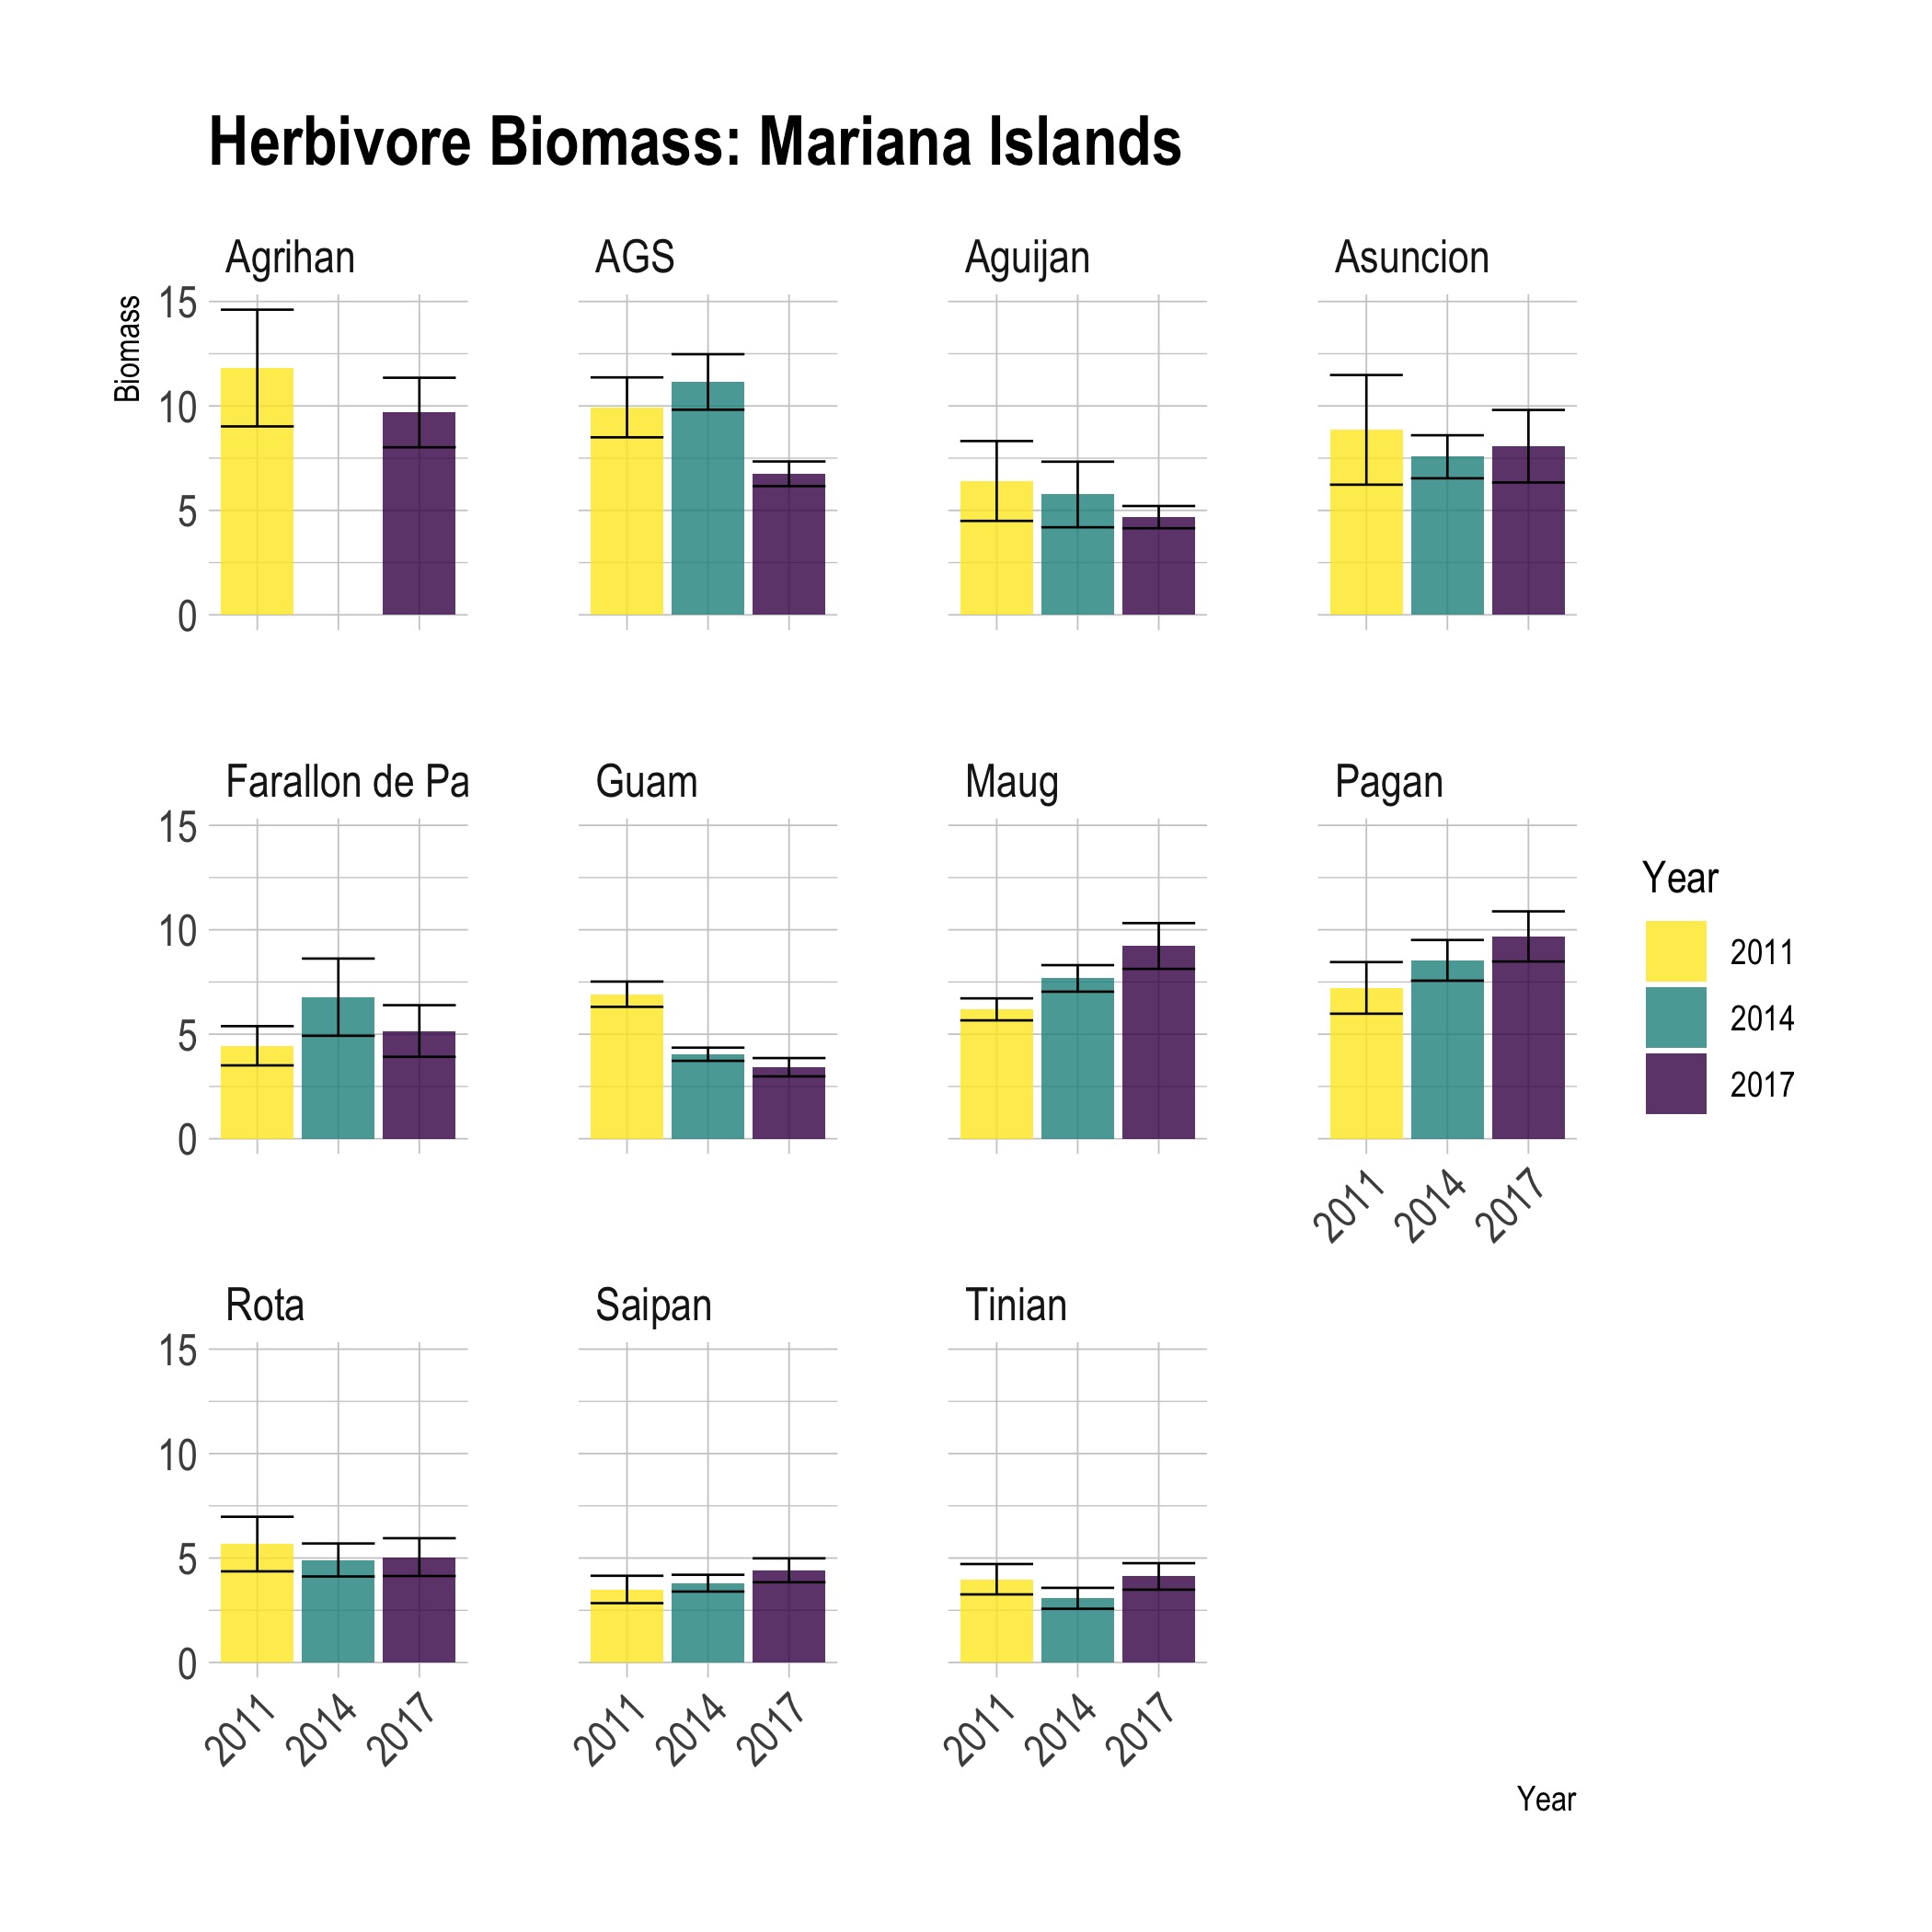 Herbivore Biomass: Mariana Islands
Agrihan AGS Aguijan Asuncion
Biomass
15
10
5
0
Farallon de Pa Guam Maug Pagan
15
10
5
0
2011 2014 2017
Year
2011
2014
2017
Rota Saipan Tinian
15
10
5
0
2011 2014 2017 2011 2014 2017 2011 2014 2017
Year